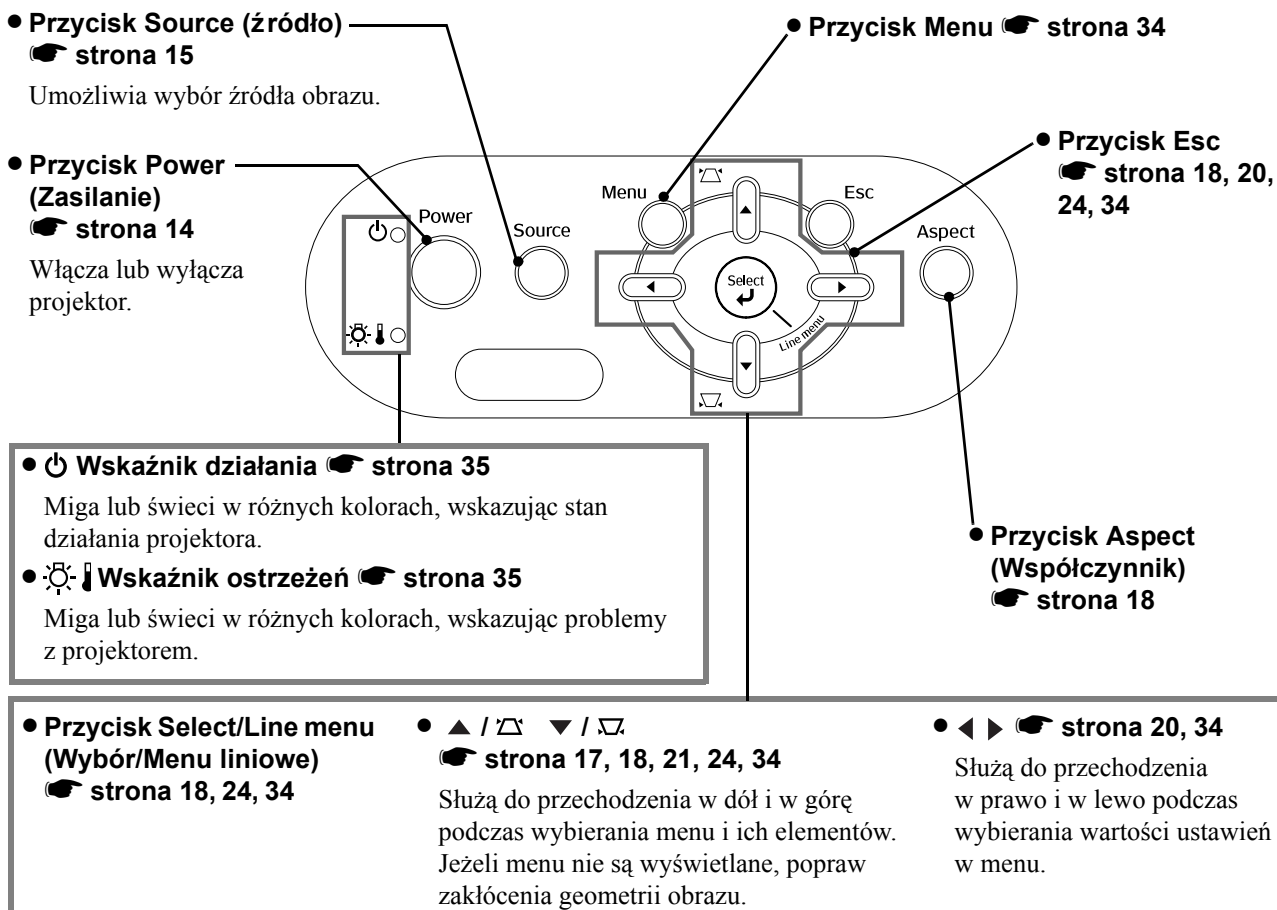 ● Przycisk Source (źródło)
☛ strona 15
Umożliwia wybór źródła obrazu.
● Przycisk Power
(Zasilanie)
☛ strona 14
Włącza lub wyłącza
projektor.
● Przycisk Menu ☛ strona 34
● Przycisk Esc
☛ strona 18, 20,
24, 34
Power
Source
Menu
Esc
Aspect
Select
Line menu
● Przycisk Aspect
(Współczynnik)
☛ strona 18
● ⏻ Wskaźnik działania ☛ strona 35
Miga lub świeci w różnych kolorach, wskazując stan
działania projektora.
● Wskaźnik ostrzeżeń ☛ strona 35
Miga lub świeci w różnych kolorach, wskazując problemy
z projektorem.
● Przycisk Select/Line menu
(Wybór/Menu liniowe)
☛ strona 18, 24, 34
● ▲ / ▼ /
☛ strona 17, 18, 21, 24, 34
Służą do przechodzenia w dół i w górę
podczas wybierania menu i ich elementów.
Jeżeli menu nie są wyświetlane, popraw
zakłócenia geometrii obrazu.
● ◀ ▶ ☛ strona 20, 34
Służą do przechodzenia
w prawo i w lewo podczas
wybierania wartości ustawień
w menu.